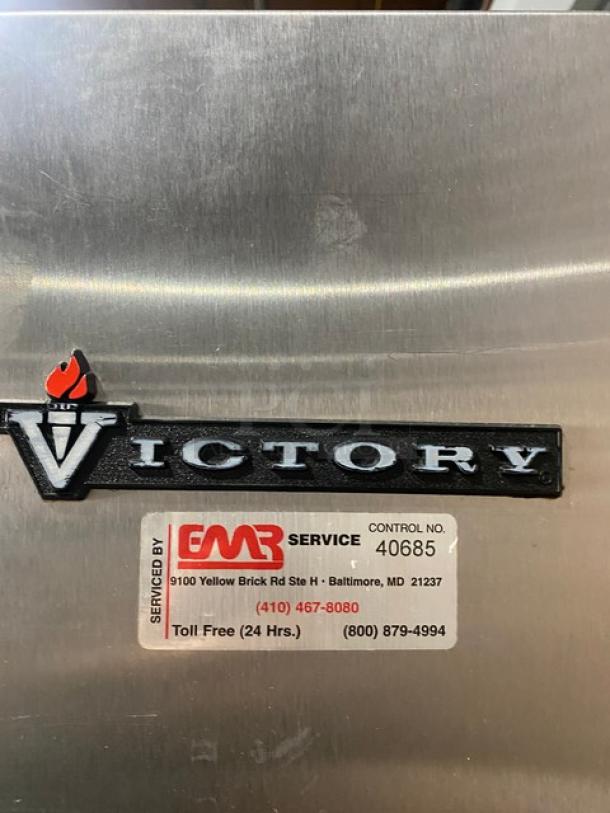 VICTORY
SERVICED BY
EMR SERVICE
CONTROL NO.
40685
9100 Yellow Brick Rd Ste H · Baltimore, MD 21237
(410) 467-8080
Toll Free (24 Hrs.) (800) 879-4994